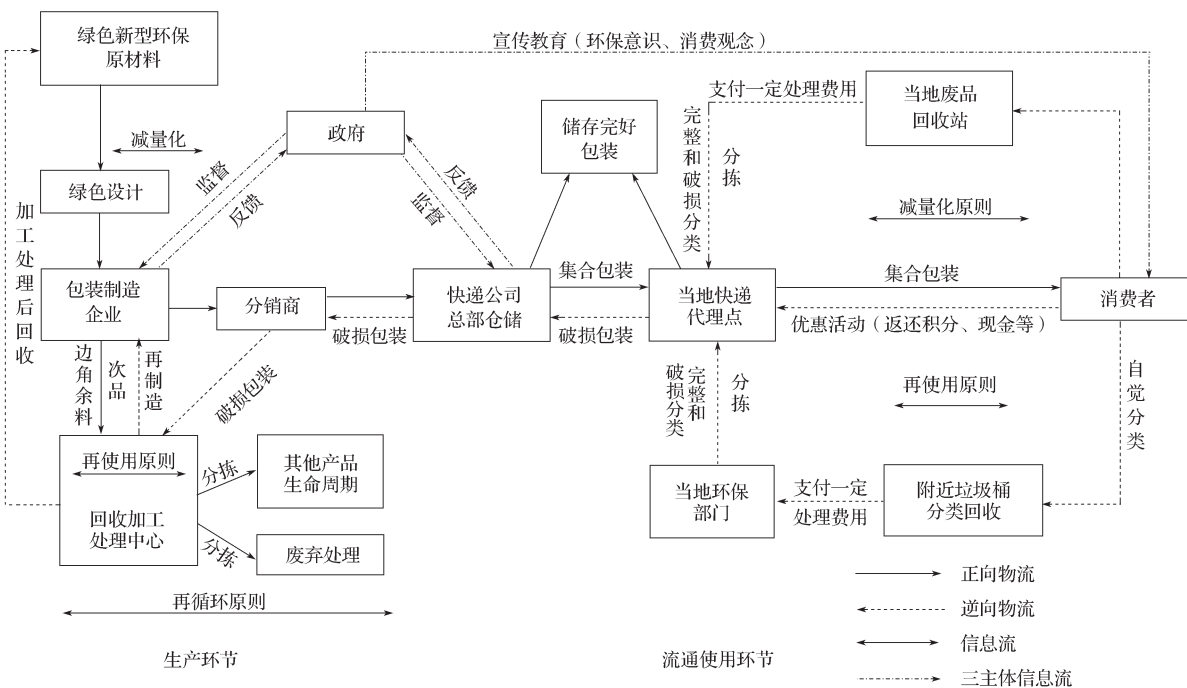 绿色新型环保
原材料
宣传教育（环保意识、消费观念）
支付一定处理费用
当地废品
回收站
政府
储存完好
包装
减量化
完整和破损分类
分拣
绿色设计
监督
反馈
监督
反馈
减量化原则
加工处理后回收
包装制造
企业
分销商
快递公司
总部仓储
集合包装
当地快递
代理点
集合包装
消费者
破损包装
破损包装
优惠活动（返还积分、现金等）
边角余料
次品
再制造
破损包装
完整和
破损分类
分拣
再使用原则
自觉分类
再使用原则
回收加工
处理中心
分拣
其他产品
生命周期
分拣
废弃处理
当地环保
部门
支付一定
处理费用
附近垃圾桶
分类回收
再循环原则
正向物流
逆向物流
信息流
三主体信息流
生产环节
流通使用环节